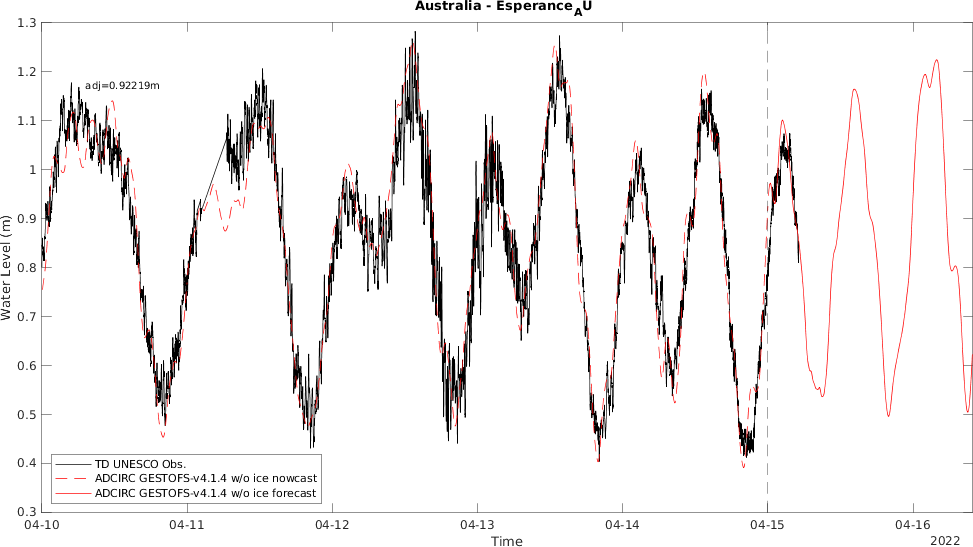 Australia - Esperance_AU
1.3
1.2
1.1
1
0.9
0.8
0.7
0.6
0.5
0.4
0.3
Water Level (m)
adj=0.92219m
TD UNESCO Obs.
ADCIRC GESTOFS-v4.1.4 w/o ice nowcast
ADCIRC GESTOFS-v4.1.4 w/o ice forecast
04-10 04-11 04-12 04-13 04-14 04-15 04-16
Time
2022